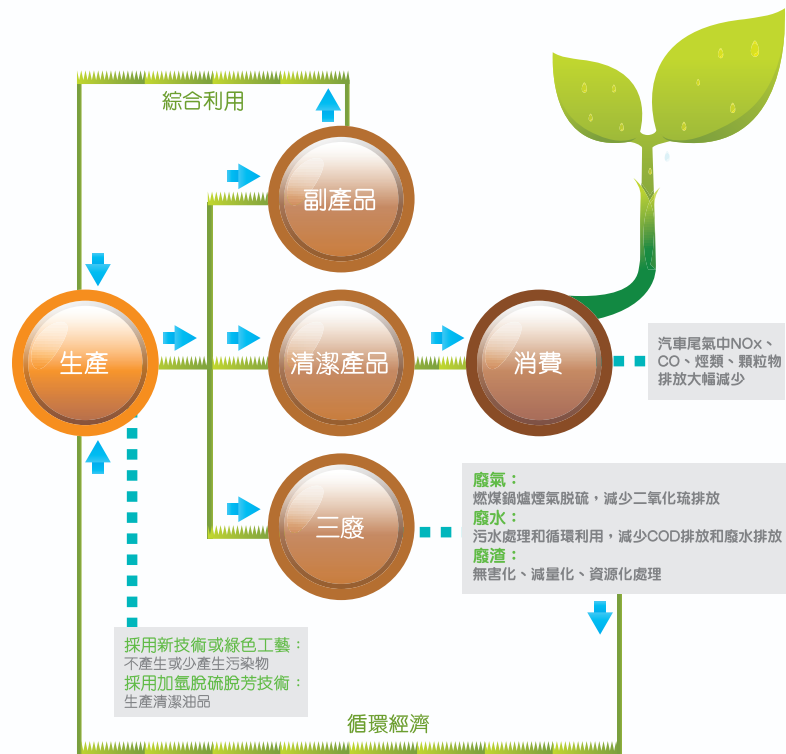 綜合利用
副產品
生產
清潔產品
消費
汽車尾氣中NOx、
CO、烴類、顆粒物
排放大幅減少
三廢
廢氣：
燃煤鍋爐煙氣脱硫，減少二氧化硫排放
廢水：
污水處理和循環利用，減少COD排放和廢水排放
廢渣：
無害化、減量化、資源化處理
採用新技術或綠色工藝：
不產生或少產生污染物
採用加氫脱硫脱芳技術：
生產清潔油品
循環經濟